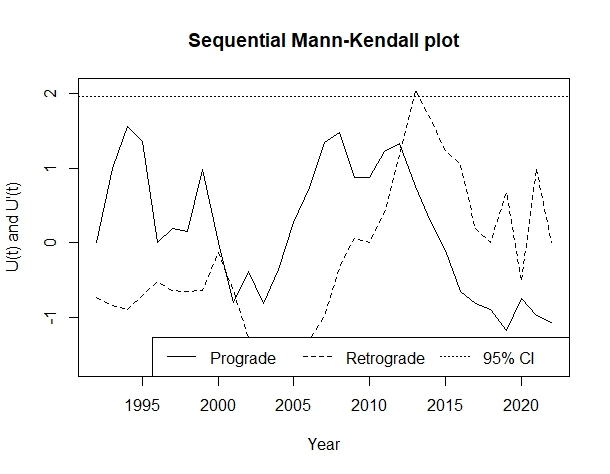 Sequential Mann-Kendall plot
U(t) and U'(t)
2
1
0
-1
Prograde Retrograde 95% CI
1995 2000 2005 2010 2015 2020
Year